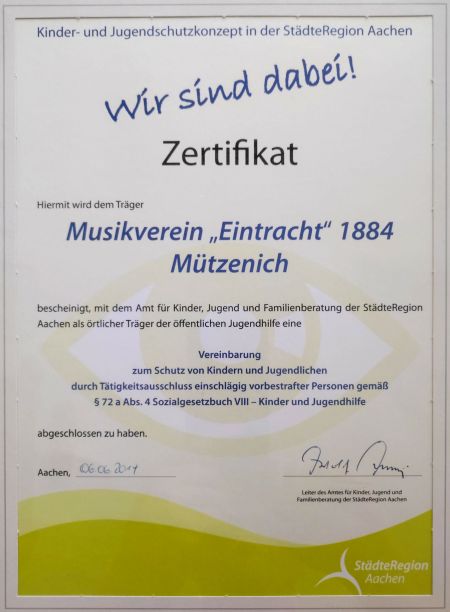 Kinder- und Jugendschutzkonzept in der StädteRegion Aachen
Wir sind dabei!
Zertifikat
Hiermit wird dem Träger
Musikverein „Eintracht“ 1884
Mützenich
bescheinigt, mit dem Amt für Kinder, Jugend und Familienberatung der StädteRegion
Aachen als örtlicher Träger der öffentlichen Jugendhilfe eine
Vereinbarung
zum Schutz von Kindern und Jugendlichen
durch Tätigkeitsausschluss einschlägig vorbestrafter Personen gemäß
§ 72 a Abs. 4 Sozialgesetzbuch VIII – Kinder und Jugendhilfe
abgeschlossen zu haben.
Aachen,
Leiter des Amtes für Kinder, Jugend und
Familienberatung der StädteRegion Aachen
StädteRegion
Aachen